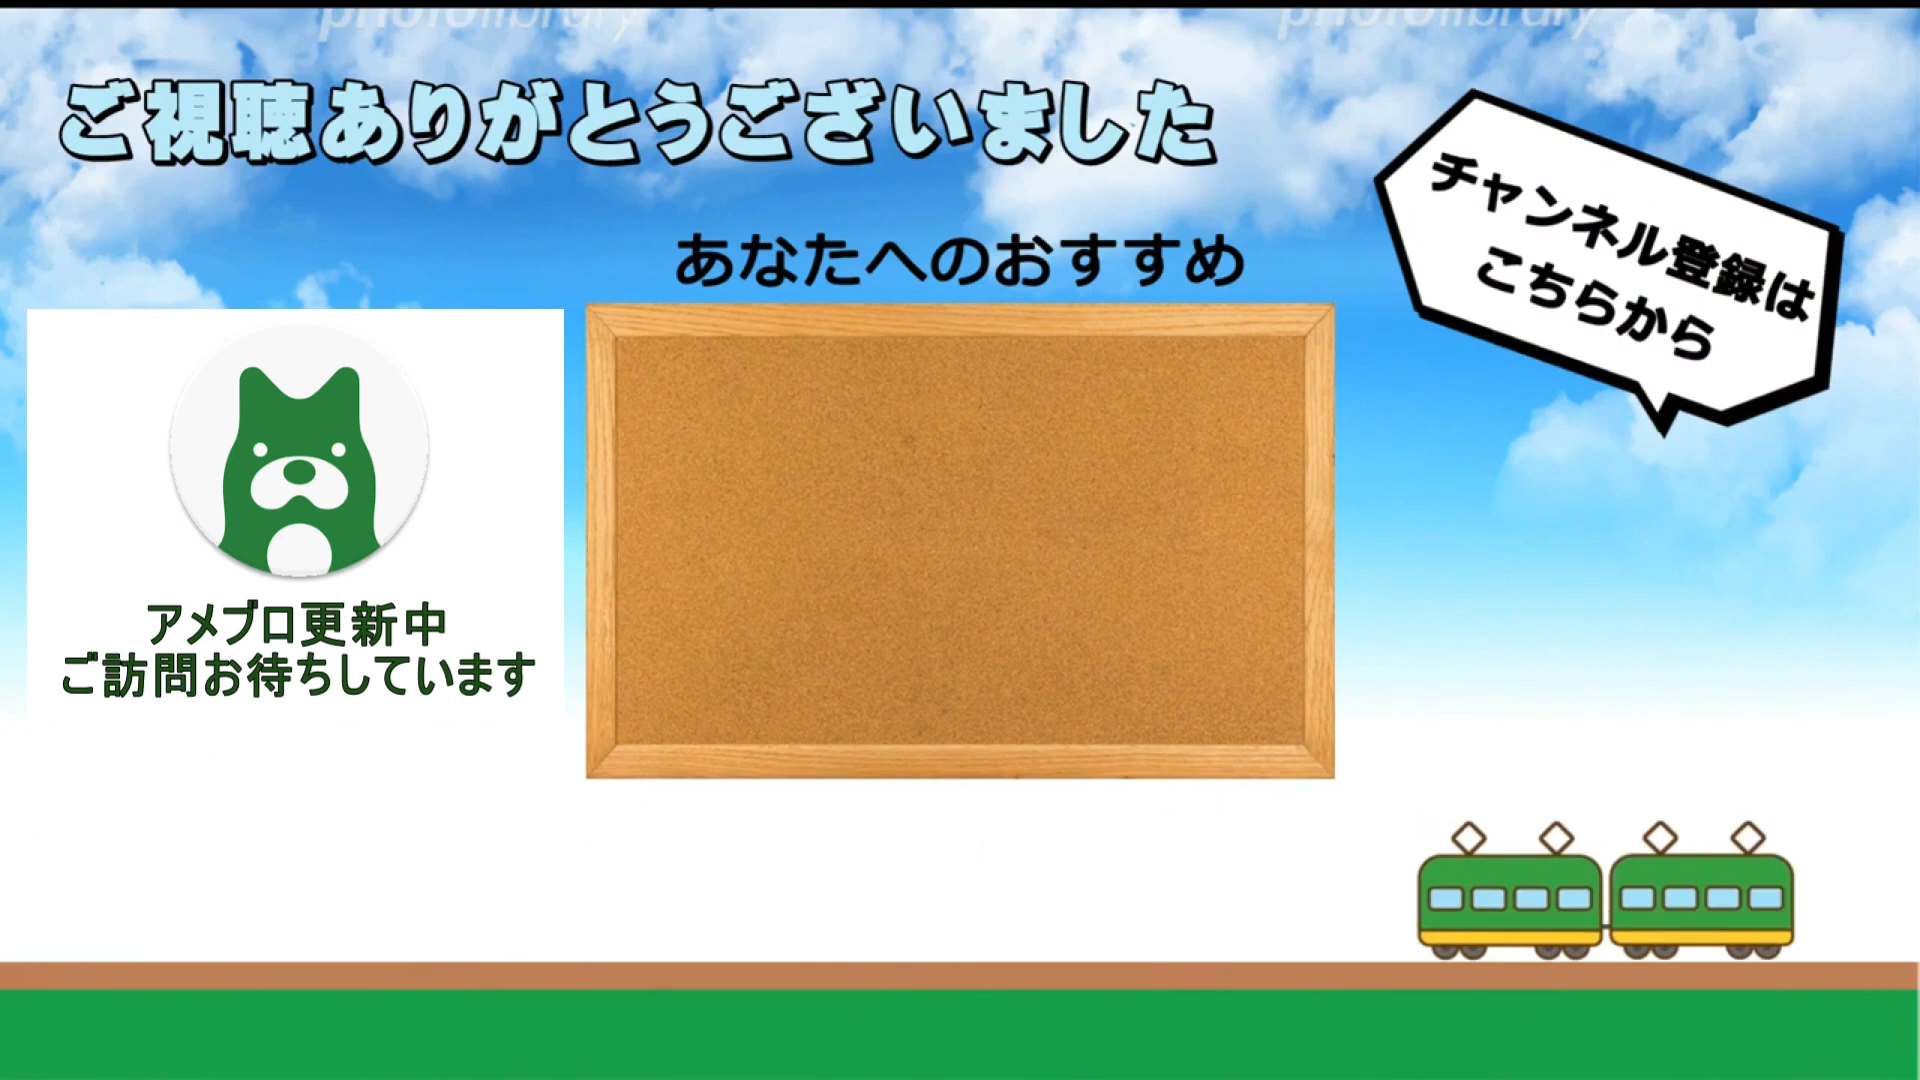 photolibrary
photolibrary
ご視聴ありがとうございました
チャンネル登録は
こちらから
あなたへのおすすめ
アメブロ更新中
ご訪問お待ちしています